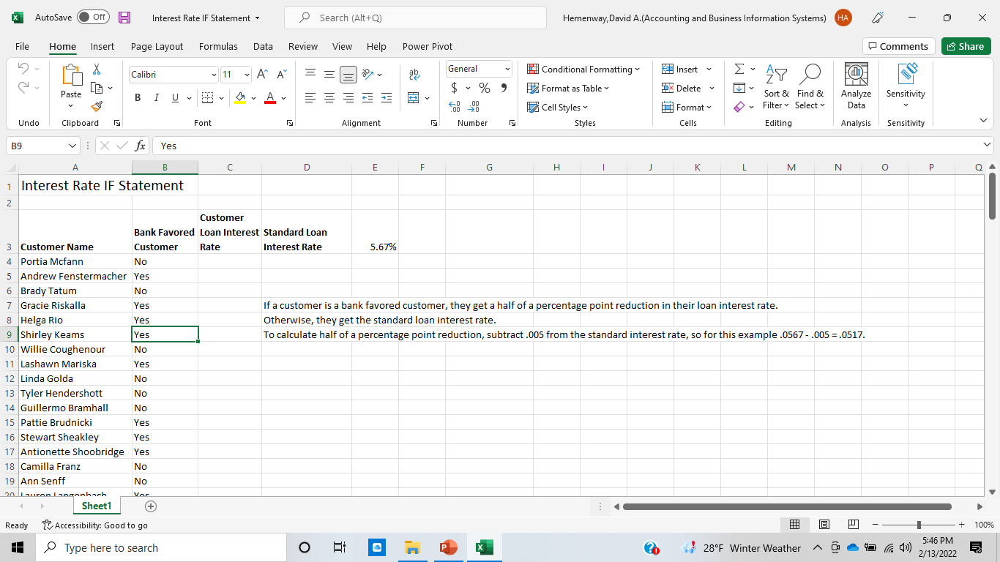 AutoSave Off Interest Rate IF Statement Search (Alt+Q) Hemenway,David A.(Accounting and Business Information Systems) HA
File Home Insert Page Layout Formulas Data Review View Help Power Pivot Comments Share
Calibri 11 General Conditional Formatting Insert
Paste Format as Table Delete Sort & Filter Find & Select Analyze Data Sensitivity
B I U A $ % Cell Styles Format
Undo Clipboard Font Alignment Number Styles Cells Editing Analysis Sensitivity
B9 fx Yes
A B C D E F G H I J K L M N O P Q
1 Interest Rate IF Statement
2
3 Customer Name Bank Favored Customer Customer Loan Interest Rate Standard Loan Interest Rate 5.67%
4 Portia Mcfann No
5 Andrew Fenstermacher Yes
6 Brady Tatum No
7 Gracie Riskalla Yes If a customer is a bank favored customer, they get a half of a percentage point reduction in their loan interest rate.
8 Helga Rio Yes Otherwise, they get the standard loan interest rate.
9 Shirley Keams Yes To calculate half of a percentage point reduction, subtract .005 from the standard interest rate, so for this example .0567 - .005 = .0517.
10 Willie Coughenour No
11 Lashawn Mariska Yes
12 Linda Golda No
13 Tyler Hendershott No
14 Guillermo Bramhall No
15 Pattie Brudnicki Yes
16 Stewart Sheakley Yes
17 Antionette Shoobridge Yes
18 Camilla Franz No
19 Ann Senff No
20 Lauren Langenbach Yes
Sheet1
Ready Accessibility: Good to go 100%
Type here to search 28°F Winter Weather 5:46 PM
2/13/2022